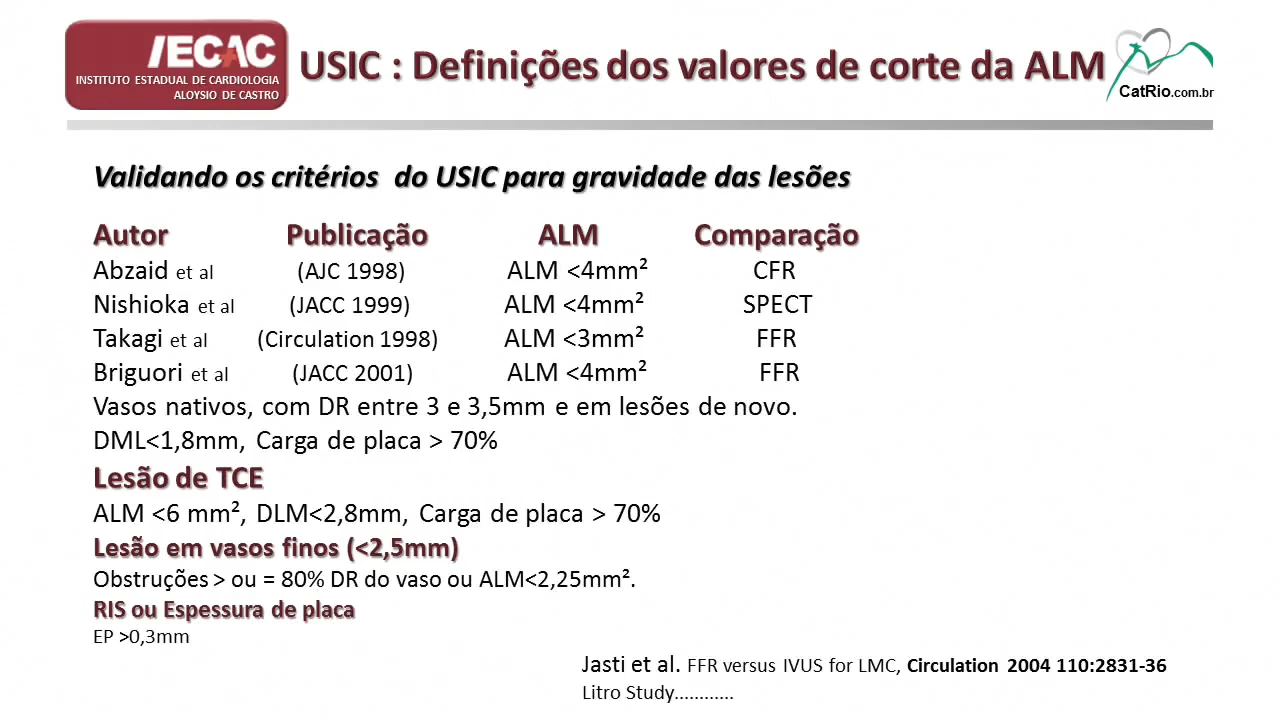 IECAC
INSTITUTO ESTADUAL DE CARDIOLOGIA
ALOYSIO DE CASTRO
USIC : Definições dos valores de corte da ALM
CatRio.com.br
Validando os critérios do USIC para gravidade das lesões
Autor Publicação ALM Comparação
Abzaid et al (AJC 1998) ALM <4mm² CFR
Nishioka et al (JACC 1999) ALM <4mm² SPECT
Takagi et al (Circulation 1998) ALM <3mm² FFR
Briguori et al (JACC 2001) ALM <4mm² FFR
Vasos nativos, com DR entre 3 e 3,5mm e em lesões de novo.
DML<1,8mm, Carga de placa > 70%
Lesão de TCE
ALM <6 mm², DLM<2,8mm, Carga de placa > 70%
Lesão em vasos finos (<2,5mm)
Obstruções > ou = 80% DR do vaso ou ALM<2,25mm².
RIS ou Espessura de placa
EP >0,3mm
Jasti et al. FFR versus IVUS for LMC, Circulation 2004 110:2831-36
Litro Study............